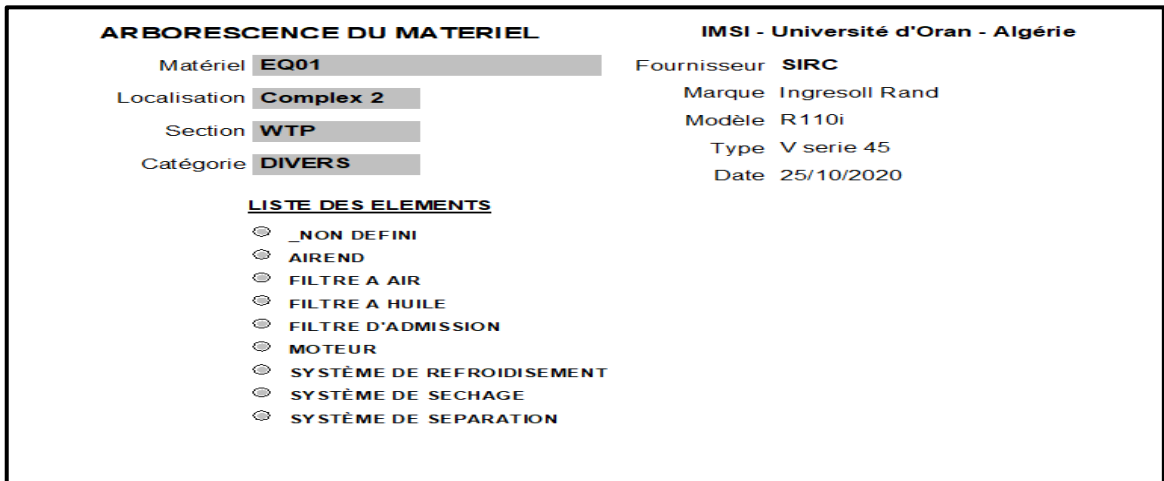 ARBORESCENCE DU MATERIEL
IMSI - Université d'Oran - Algérie
Matériel EQ01
Fournisseur SIRC
Localisation Complex 2
Marque Ingresoll Rand
Modèle R110i
Section WTP
Type V serie 45
Catégorie DIVERS
Date 25/10/2020
LISTE DES ELEMENTS
_NON DEFINI
AIREND
FILTRE A AIR
FILTRE A HUILE
FILTRE D'ADMISSION
MOTEUR
SYSTÈME DE REFROIDISEMENT
SYSTÈME DE SECHAGE
SYSTÈME DE SEPARATION